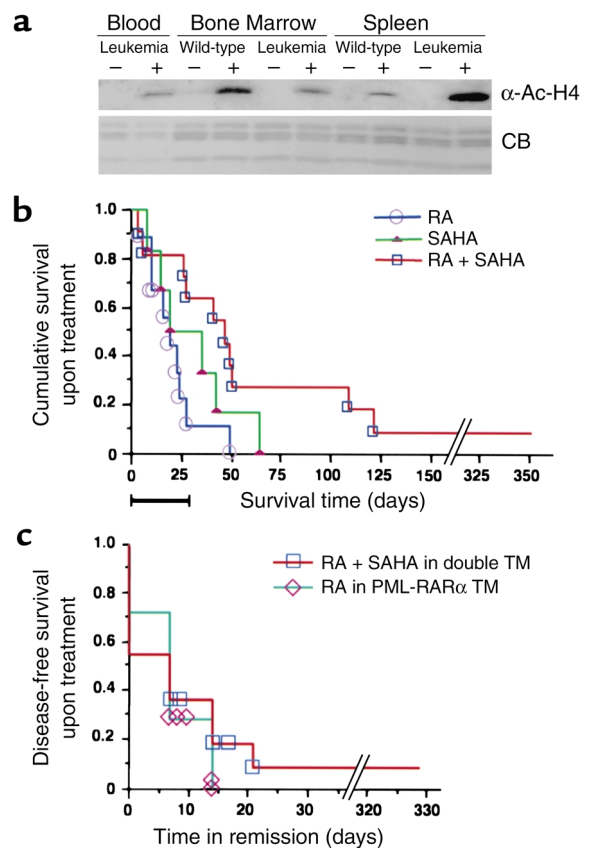 a
Blood Bone Marrow Spleen
Leukemia Wild-type Leukemia Wild-type Leukemia
− + − + − + − + − +
α-Ac-H4
CB
b
Cumulative survival
upon treatment
1.0
0.8
0.6
0.4
0.2
0
RA
SAHA
RA + SAHA
0 25 50 75 100 125 150 325 350
Survival time (days)
c
Disease-free survival
upon treatment
1.0
0.8
0.6
0.4
0.2
0
RA + SAHA in double TM
RA in PML-RARα TM
0 10 20 30 320 330
Time in remission (days)